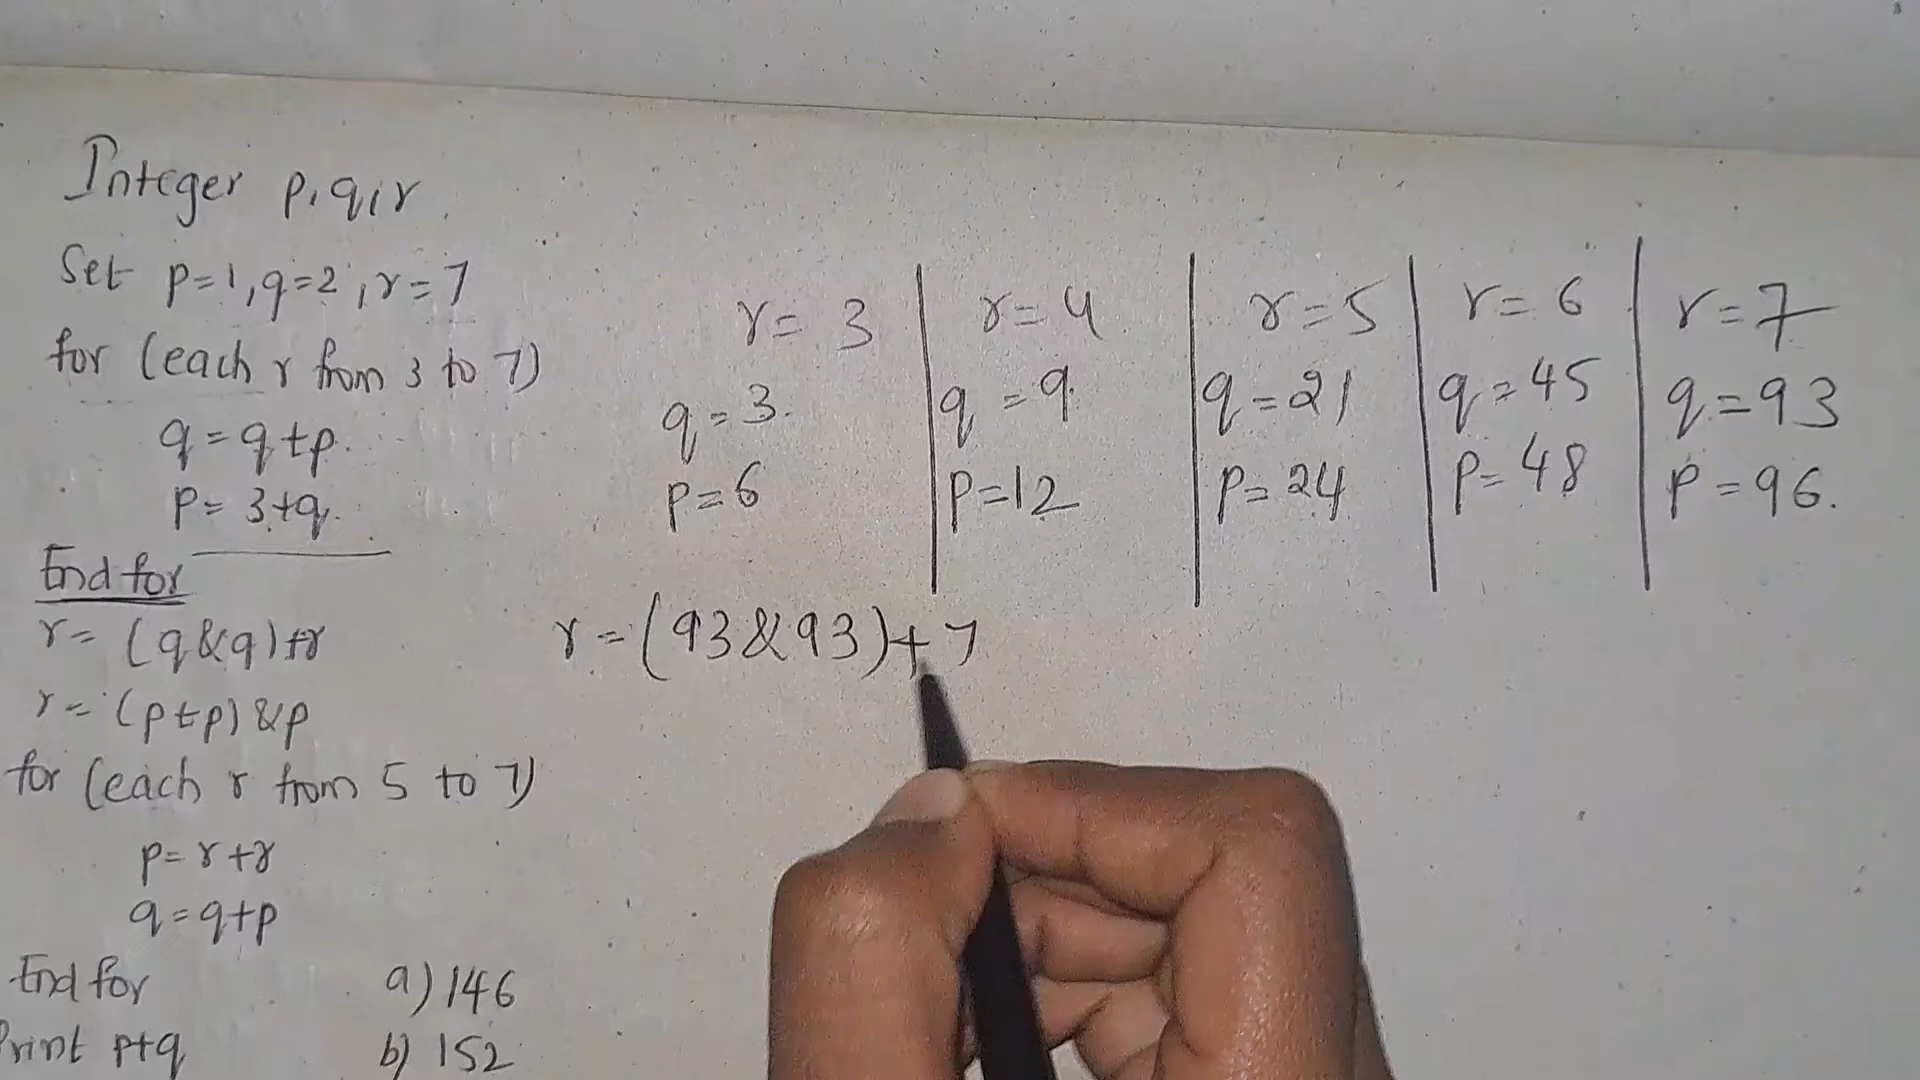 Integer p,q,r
Set p=1,q=2,r=7
for (each r from 3 to 7)
q=q+p.
p=3+q.
End for
r=(q&q)+r
r=(p+p)&p
for (each r from 5 to 7)
p=r+r
q=q+p
End for
Print p+q
a) 146
b) 152
r=3
q=3.
p=6
r=4
q=9.
p=12
r=5
q=21
p=24
r=6
q=45
p=48
r=7
q=93
p=96.
r=(93&93)+7